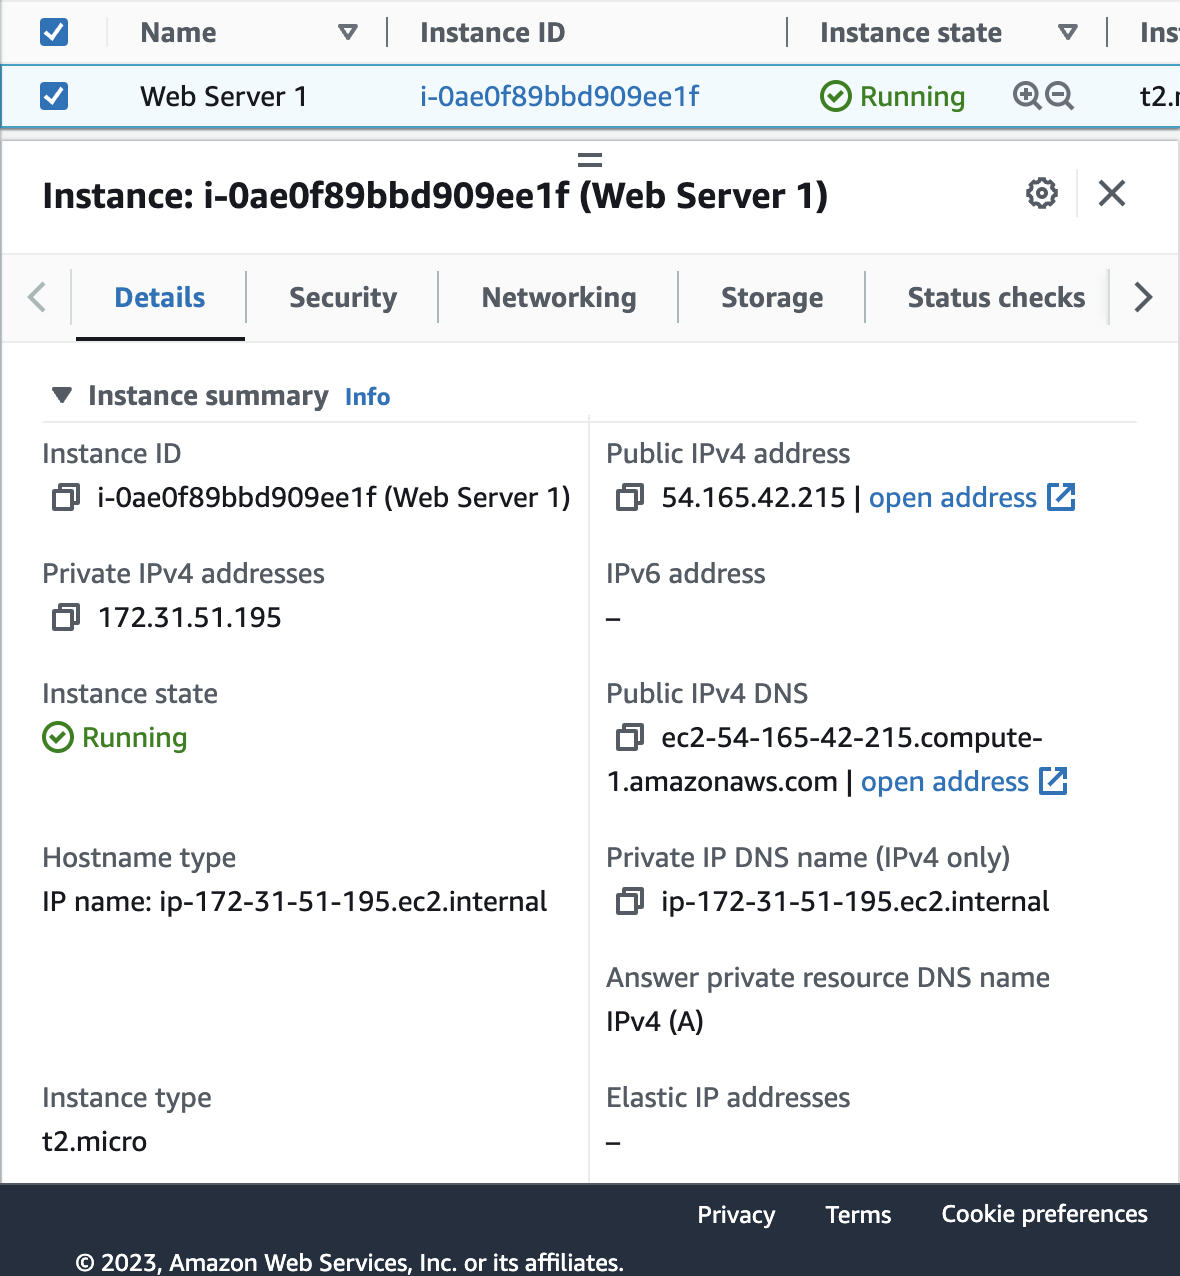 Name Instance ID Instance state
Web Server 1 i-0ae0f89bbd909ee1f Running
Instance: i-0ae0f89bbd909ee1f (Web Server 1)
Details Security Networking Storage Status checks
Instance summary Info
Instance ID
i-0ae0f89bbd909ee1f (Web Server 1)
Public IPv4 address
54.165.42.215 | open address
Private IPv4 addresses
172.31.51.195
IPv6 address
–
Instance state
Running
Public IPv4 DNS
ec2-54-165-42-215.compute-
1.amazonaws.com | open address
Hostname type
IP name: ip-172-31-51-195.ec2.internal
Private IP DNS name (IPv4 only)
ip-172-31-51-195.ec2.internal
Answer private resource DNS name
IPv4 (A)
Instance type
t2.micro
Elastic IP addresses
–
Privacy Terms Cookie preferences
© 2023, Amazon Web Services, Inc. or its affiliates.